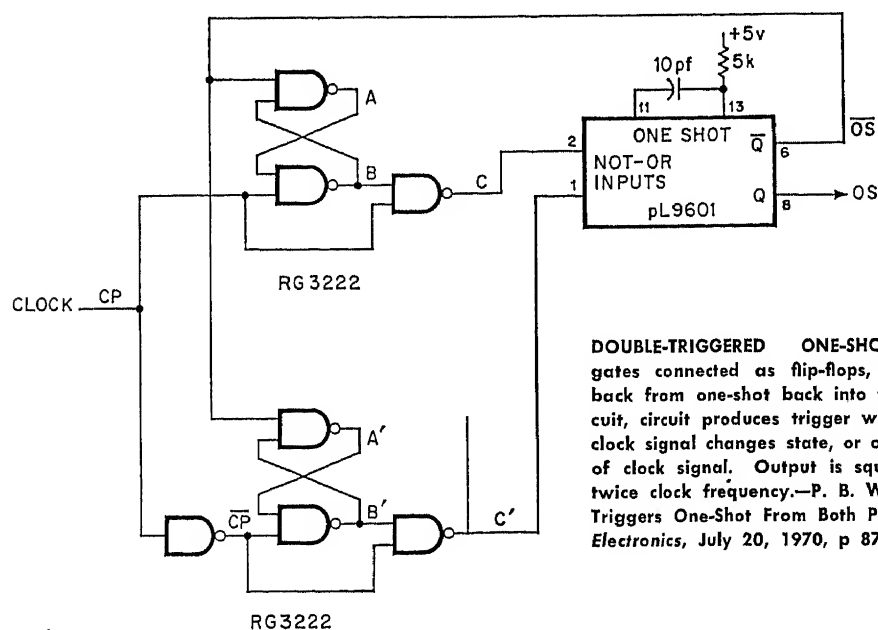 +5v
5k
10pf
11
13
ONE SHOT
Q̅
6
O̅S̅
2
NOT-OR
INPUTS
1
pL9601
Q
8
OS
A
B
C
RG3222
CLOCK
CP
A'
B'
C'
C̅P̅
RG3222
DOUBLE-TRIGGERED
gates connected as flip-flops,
back from one-shot back into
circuit produces trigger
clock signal changes state, or
of clock signal. Output is
twice clock frequency.—P. B.
Triggers One-Shot From Both
Electronics, July 20, 1970, p 87